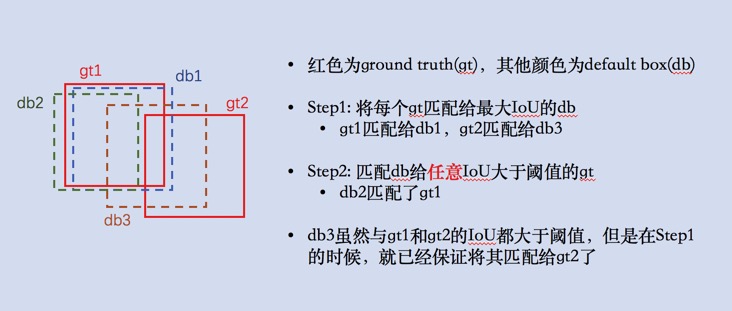 gt1
db1
db2
gt2
db3
• 红色为ground truth(gt)，其他颜色为default box(db)
• Step1: 将每个gt匹配给最大IoU的db
• gt1匹配给db1，gt2匹配给db3
• Step2: 匹配db给任意IoU大于阈值的gt
• db2匹配了gt1
• db3虽然与gt1和gt2的IoU都大于阈值，但是在Step1
的时候，就已经保证将其匹配给gt2了